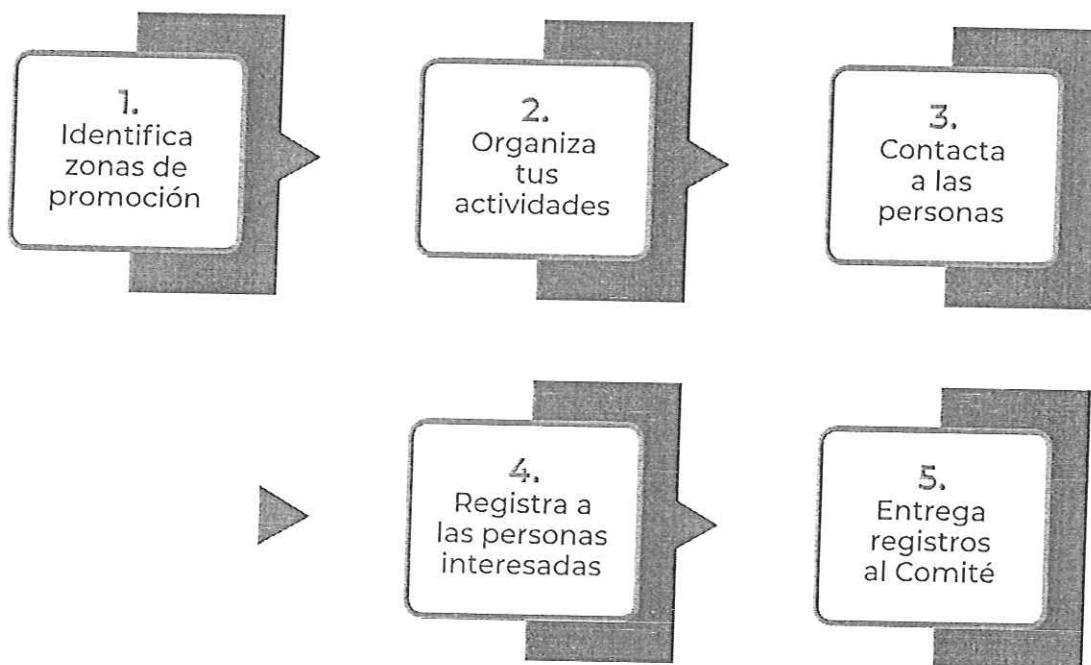 1.
Identifica
zonas de
promoción
2.
Organiza
tus
actividades
3.
Contacta
a las
personas
4.
Registra a
las personas
interesadas
5.
Entrega
registros
al Comité